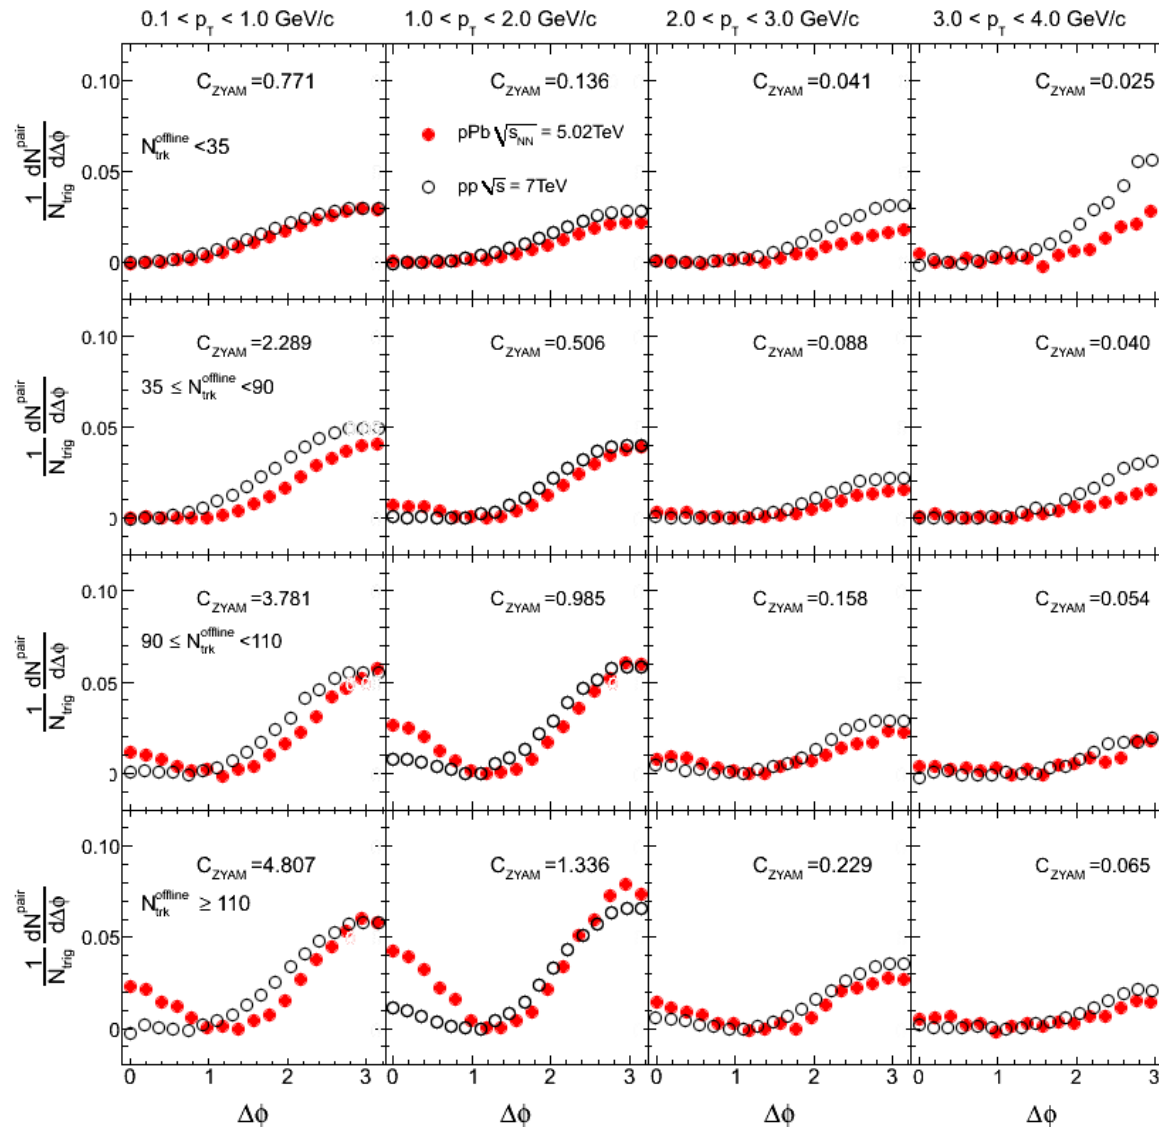 0.1 < p_T < 1.0 GeV/c 1.0 < p_T < 2.0 GeV/c 2.0 < p_T < 3.0 GeV/c 3.0 < p_T < 4.0 GeV/c
0.10
C_ZYAM =0.771 C_ZYAM =0.136 C_ZYAM =0.041 C_ZYAM =0.025
N_trk^offline <35
pPb √s_NN = 5.02TeV
pp √s = 7TeV
1/N_trig dN^pair/dΔϕ
0.05
0
0.10
C_ZYAM =2.289 C_ZYAM =0.506 C_ZYAM =0.088 C_ZYAM =0.040
35 ≤ N_trk^offline <90
1/N_trig dN^pair/dΔϕ
0.05
0
0.10
C_ZYAM =3.781 C_ZYAM =0.985 C_ZYAM =0.158 C_ZYAM =0.054
90 ≤ N_trk^offline <110
1/N_trig dN^pair/dΔϕ
0.05
0
0.10
C_ZYAM =4.807 C_ZYAM =1.336 C_ZYAM =0.229 C_ZYAM =0.065
N_trk^offline ≥ 110
1/N_trig dN^pair/dΔϕ
0.05
0
0 1 2 3 0 1 2 3 0 1 2 3 0 1 2 3
Δϕ Δϕ Δϕ Δϕ